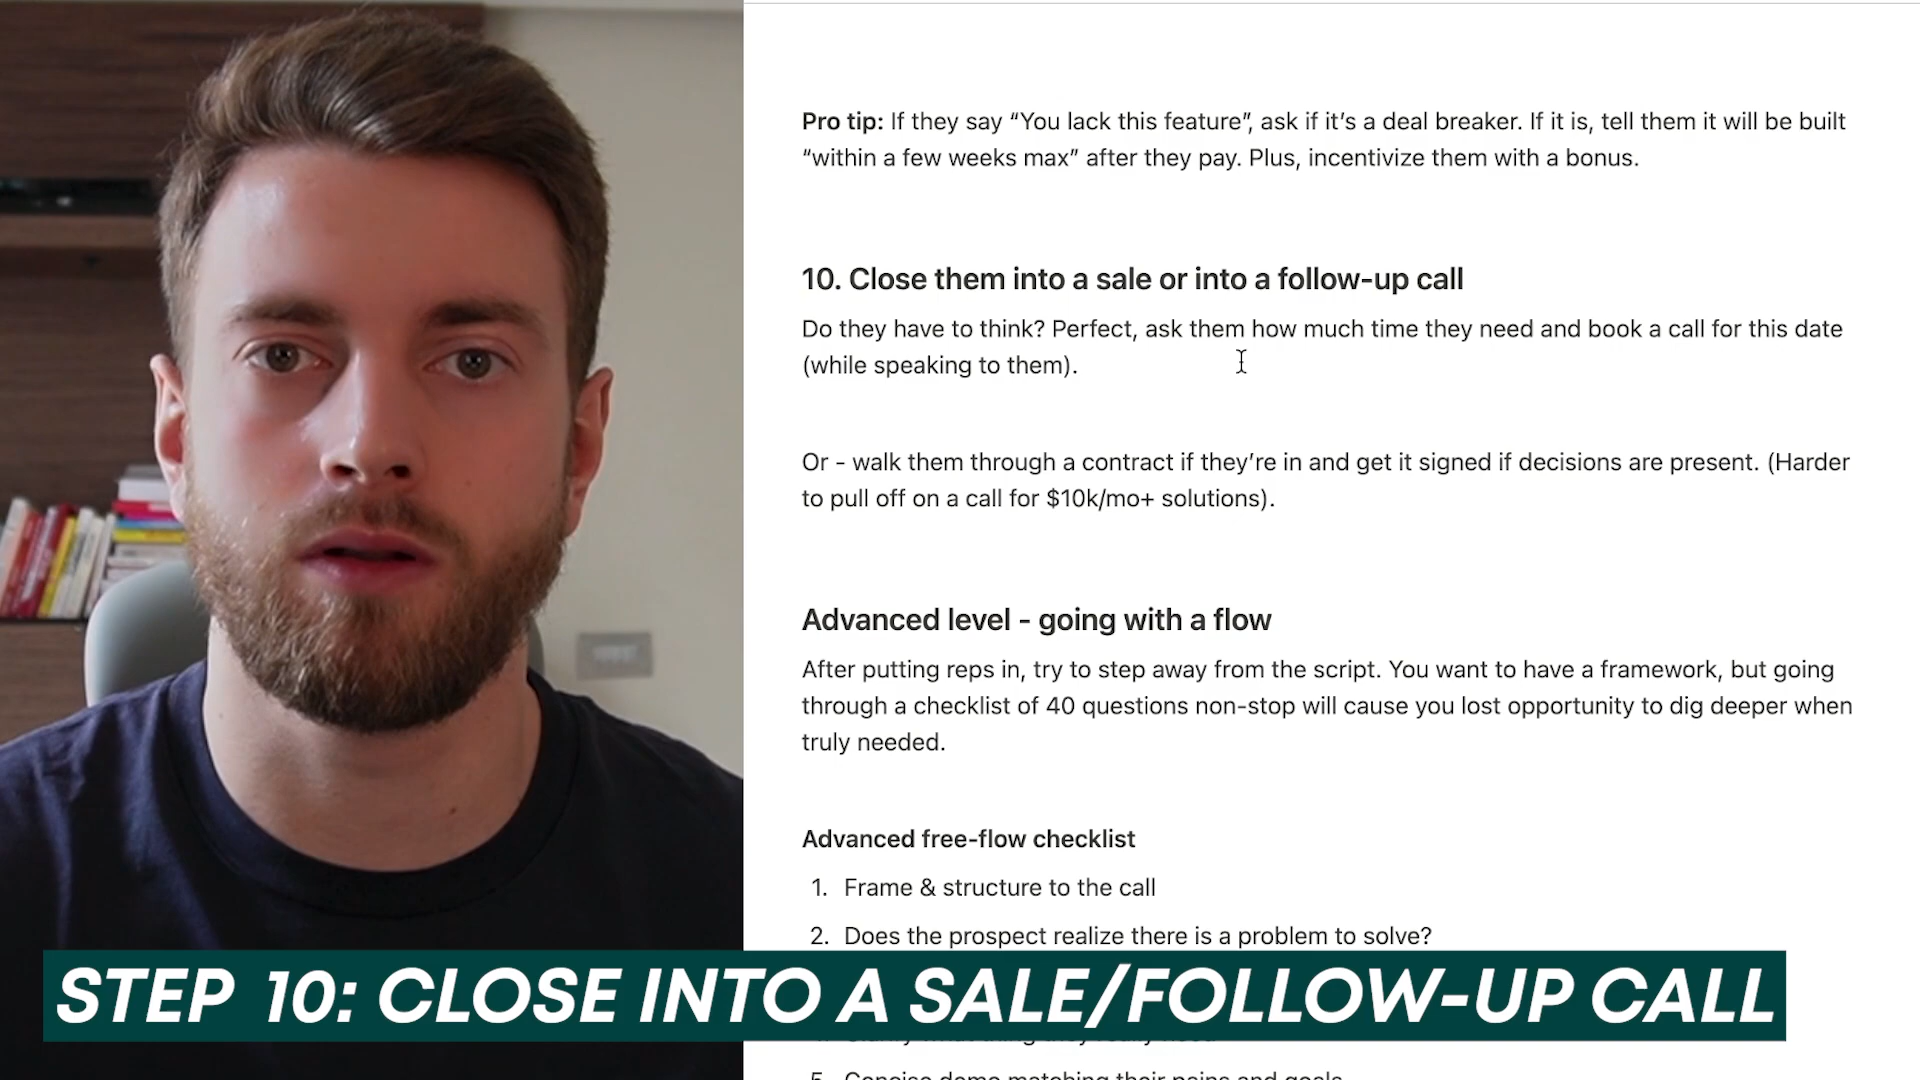 Pro tip: If they say “You lack this feature”, ask if it’s a deal breaker. If it is, tell them it will be built
“within a few weeks max” after they pay. Plus, incentivize them with a bonus.
10. Close them into a sale or into a follow-up call
Do they have to think? Perfect, ask them how much time they need and book a call for this date
(while speaking to them).
Or - walk them through a contract if they’re in and get it signed if decisions are present. (Harder
to pull off on a call for $10k/mo+ solutions).
Advanced level - going with a flow
After putting reps in, try to step away from the script. You want to have a framework, but going
through a checklist of 40 questions non-stop will cause you lost opportunity to dig deeper when
truly needed.
Advanced free-flow checklist
1. Frame & structure to the call
2. Does the prospect realize there is a problem to solve?
STEP 10: CLOSE INTO A SALE/FOLLOW-UP CALL
5. Concise demo matching their pains and goals